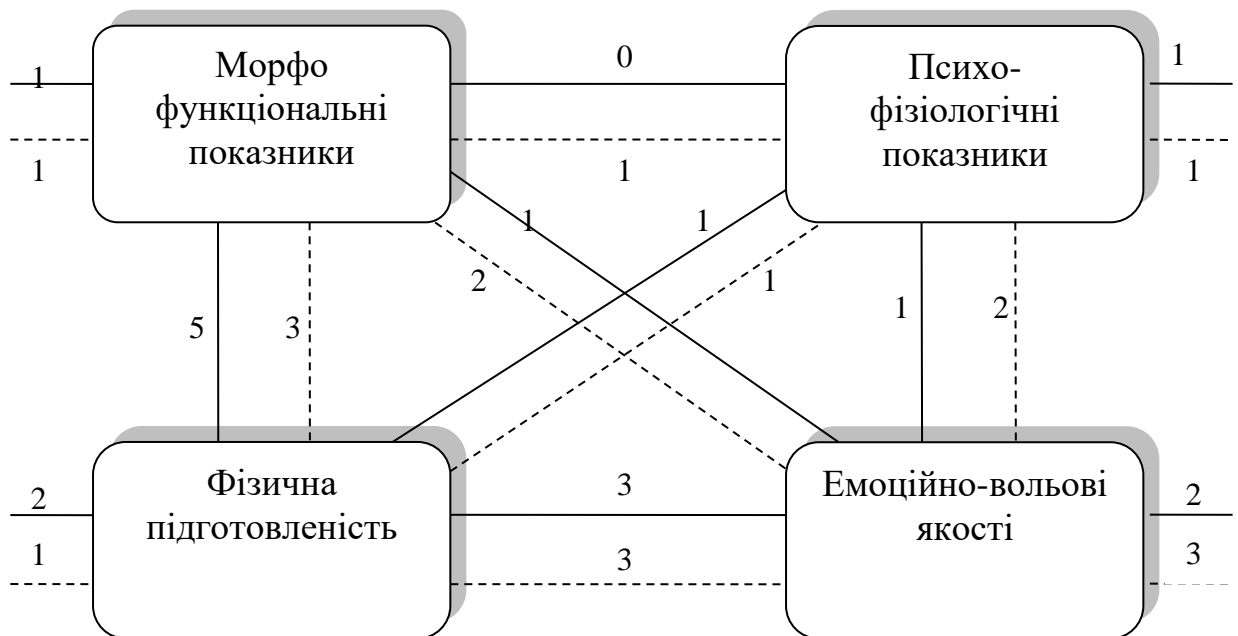 Морфо
функціональні
показники
Психо-
фізіологічні
показники
1
0
1
1
1
1
1
1
2
1
5
3
1
2
Фізична
підготовленість
Емоційно-вольові
якості
2
3
2
1
3
3